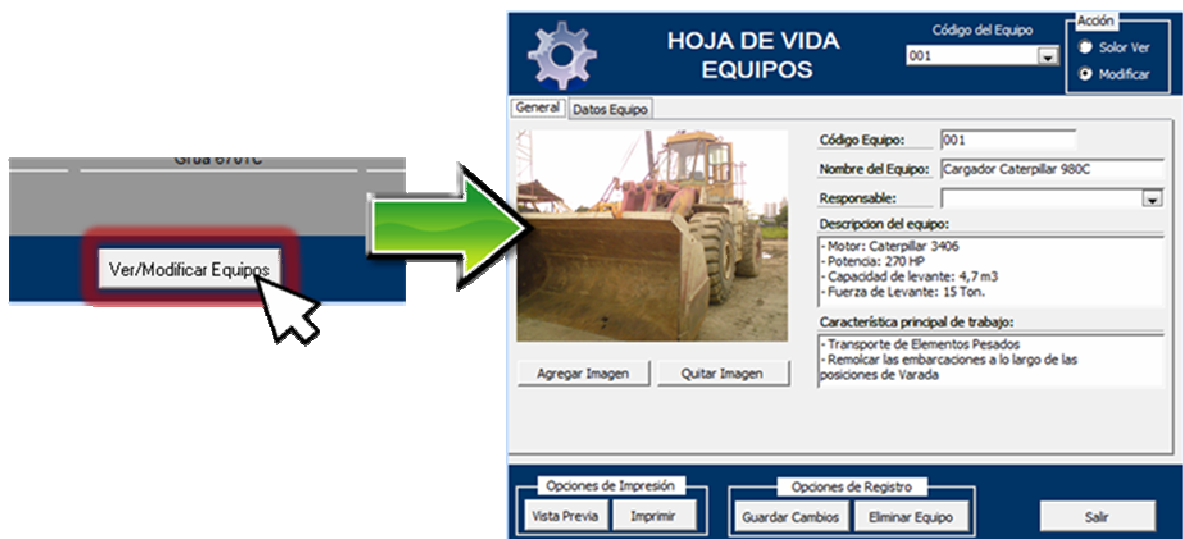 Grua 6701C
Ver/Modificar Equipos
HOJA DE VIDA
EQUIPOS
Código del Equipo
001
Acción
Solor Ver
Modificar
General
Datos Equipo
Código Equipo:
001
Nombre del Equipo:
Cargador Caterpillar 980C
Responsable:
Descripcion del equipo:
- Motor: Caterpillar 3406
- Potencia: 270 HP
- Capacidad de levante: 4,7 m3
- Fuerza de Levante: 15 Ton.
Característica principal de trabajo:
- Transporte de Elementos Pesados
- Remolcar las embarcaciones a lo largo de las
posiciones de Varada
Agregar Imagen
Quitar Imagen
Opciones de Impresión
Vista Previa
Imprimir
Opciones de Registro
Guardar Cambios
Eliminar Equipo
Salir